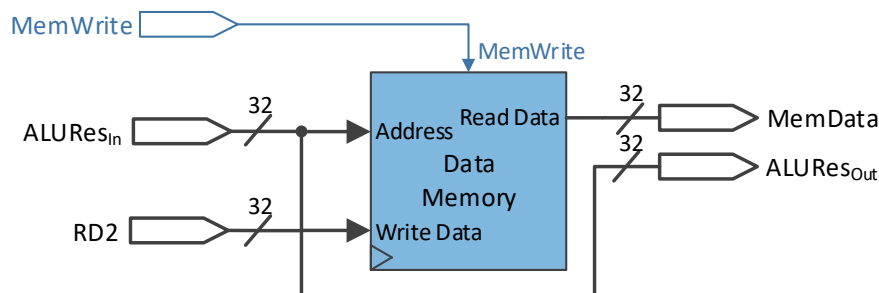 MemWrite
MemWrite
32
ALUResIn
32
RD2
Address
Read Data
Data
Memory
Write Data
32
MemData
32
ALUResOut